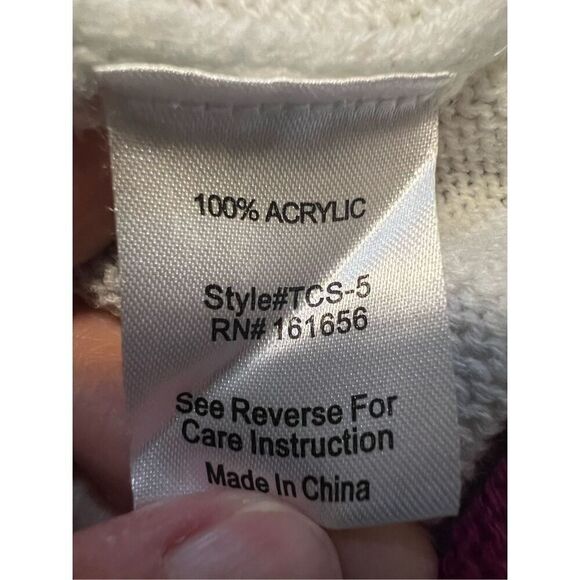 100% ACRYLIC
Style#TCS-5
RN# 161656
See Reverse For
Care Instruction
Made In China